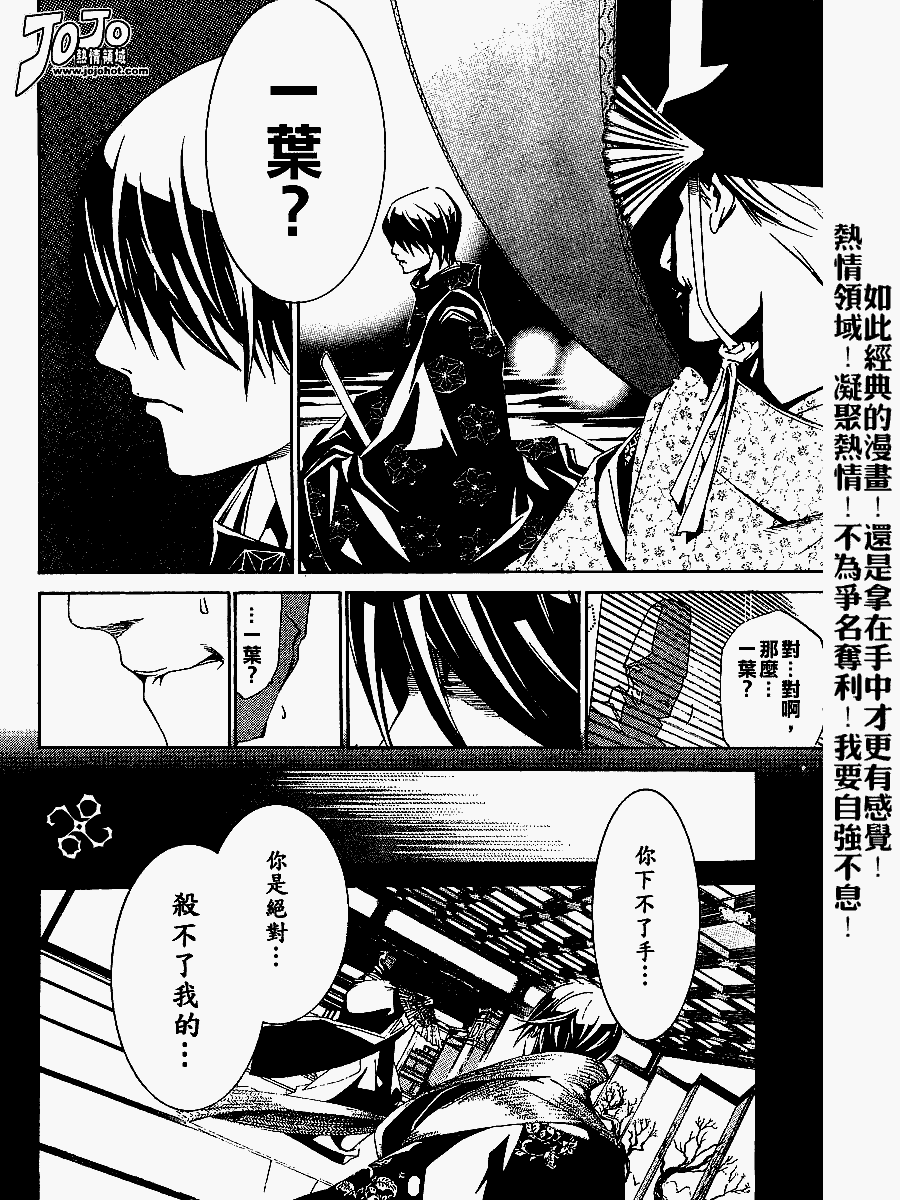 JOJO
熱情領域
www.jojohot.com
一葉?
對…對啊,
那麼…
一葉?
…一葉?
你下不了手…
你是絕對…
殺不了我的…
如此經典的漫畫!還是拿在手中才更有感覺!
熱情領域!凝聚熱情!不為爭名奪利!我要自強不息!